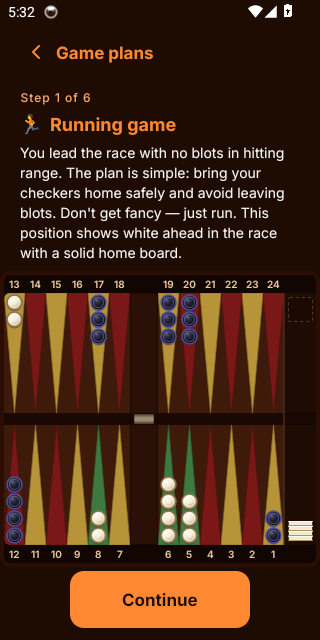 5:32
Game plans
Step 1 of 6
🏃 Running game
You lead the race with no blots in hitting
range. The plan is simple: bring your
checkers home safely and avoid leaving
blots. Don't get fancy — just run. This
position shows white ahead in the race
with a solid home board.
13 14 15 16 17 18 19 20 21 22 23 24
12 11 10 9 8 7 6 5 4 3 2 1
Continue